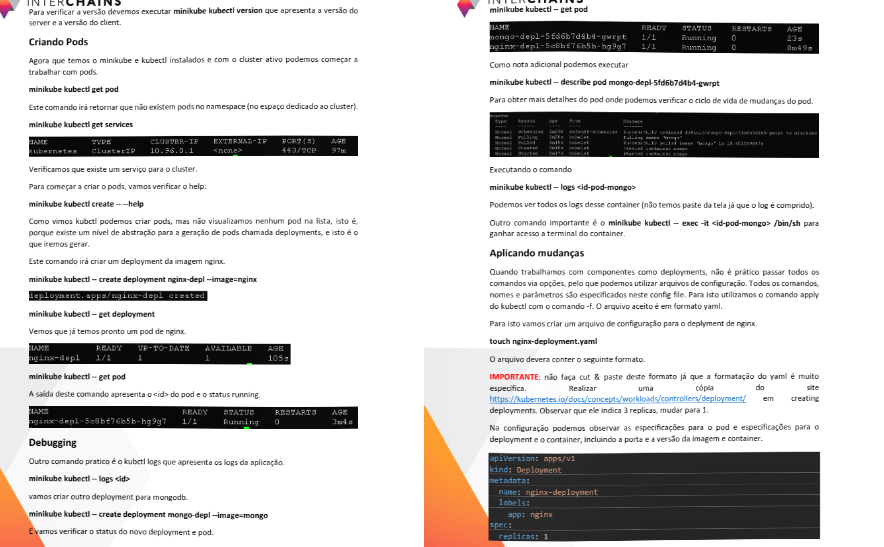 INTERCHAINS
Para verificar a versão devemos executar minikube kubectl version que apresenta a versão do
server e a versão do client.
Criando Pods
Agora que temos o minikube e kubectl instalados e com o cluster ativo podemos começar a
trabalhar com pods.
minikube kubectl get pod
Este comando irá retornar que não existem pods no namespace (no espaço dedicado ao cluster).
minikube kubectl get services
NAME TYPE CLUSTER-IP EXTERNAL-IP PORT(S) AGE
kubernetes ClusterIP 10.96.0.1 <none> 443/TCP 97m
Verificamos que existe um serviço para o cluster.
Para começar a criar o pods, vamos verificar o help:
minikube kubectl create -- --help
Como vimos kubctl podemos criar pods, mas não visualizamos nenhum pod na lista, isto é,
porque existe um nível de abstração para a geração de pods chamada deployments, e isto é o
que iremos gerar.
Este comando irá criar um deployment da imagem nginx.
minikube kubectl -- create deployment nginx-depl --image=nginx
deployment.apps/nginx-depl created
minikube kubectl -- get deployment
Vemos que já temos pronto um pod de nginx.
NAME READY UP-TO-DATE AVAILABLE AGE
nginx-depl 1/1 1 1 105s
minikube kubectl -- get pod
A saída deste comando apresenta o <id> do pod e o status running.
NAME READY STATUS RESTARTS AGE
nginx-depl-5c8bf76b5b-hg9g7 1/1 Running 0 3m4s
Debugging
Outro comando pratico é o kubctl logs que apresenta os logs da aplicação.
minikube kubectl -- logs <id>
vamos criar outro deployment para mongodb.
minikube kubectl -- create deployment mongo-depl --image=mongo
E vamos verificar o status do novo deployment e pod.
INTERCHAINS
minikube kubectl -- get pod
NAME READY STATUS RESTARTS AGE
mongo-depl-5fd6b7d4b4-gwrpt 1/1 Running 0 23s
nginx-depl-5c8bf76b5b-hg9g7 1/1 Running 0 8m49s
Como nota adicional podemos executar
minikube kubectl -- describe pod mongo-depl-5fd6b7d4b4-gwrpt
Para obter mais detalhes do pod onde podemos verificar o ciclo de vida de mudanças do pod.
Type Reason Age From Message
Executando o comando
minikube kubectl -- logs <id-pod-mongo>
Podemos ver todos os logs desse container (não temos paste da tela já que o log é comprido).
Outro comando importante é o minikube kubectl -- exec -it <id-pod-mongo> /bin/sh para
ganhar acesso a terminal do container.
Aplicando mudanças
Quando trabalhamos com componentes como deployments, não é prático passar todos os
comandos via opções, pelo que podemos utilizar arquivos de configuração. Todos os comandos,
nomes e parâmetros são especificados neste config file. Para isto utilizamos o comando apply
do kubectl com o comando -f. O arquivo aceito é em formato yaml.
Para isto vamos criar um arquivo de configuração para o deplyment de nginx.
touch nginx-deployment.yaml
O arquivo devera conter o seguinte formato.
IMPORTANTE: não faça cut & paste deste formato já que a formatação do yaml é muito
específica. Realizar uma cópia do site
https://kubernetes.io/docs/concepts/workloads/controllers/deployment/ em creating
deployments. Observar que ele indica 3 replicas, mudar para 1.
Na configuração podemos observar as especificações para o pod e especificações para o
deployment e o container, incluindo a porta e a versão da imagem e container.
apiVersion: apps/v1
kind: Deployment
metadata:
name: nginx-deployment
labels:
app: nginx
spec:
replicas: 1